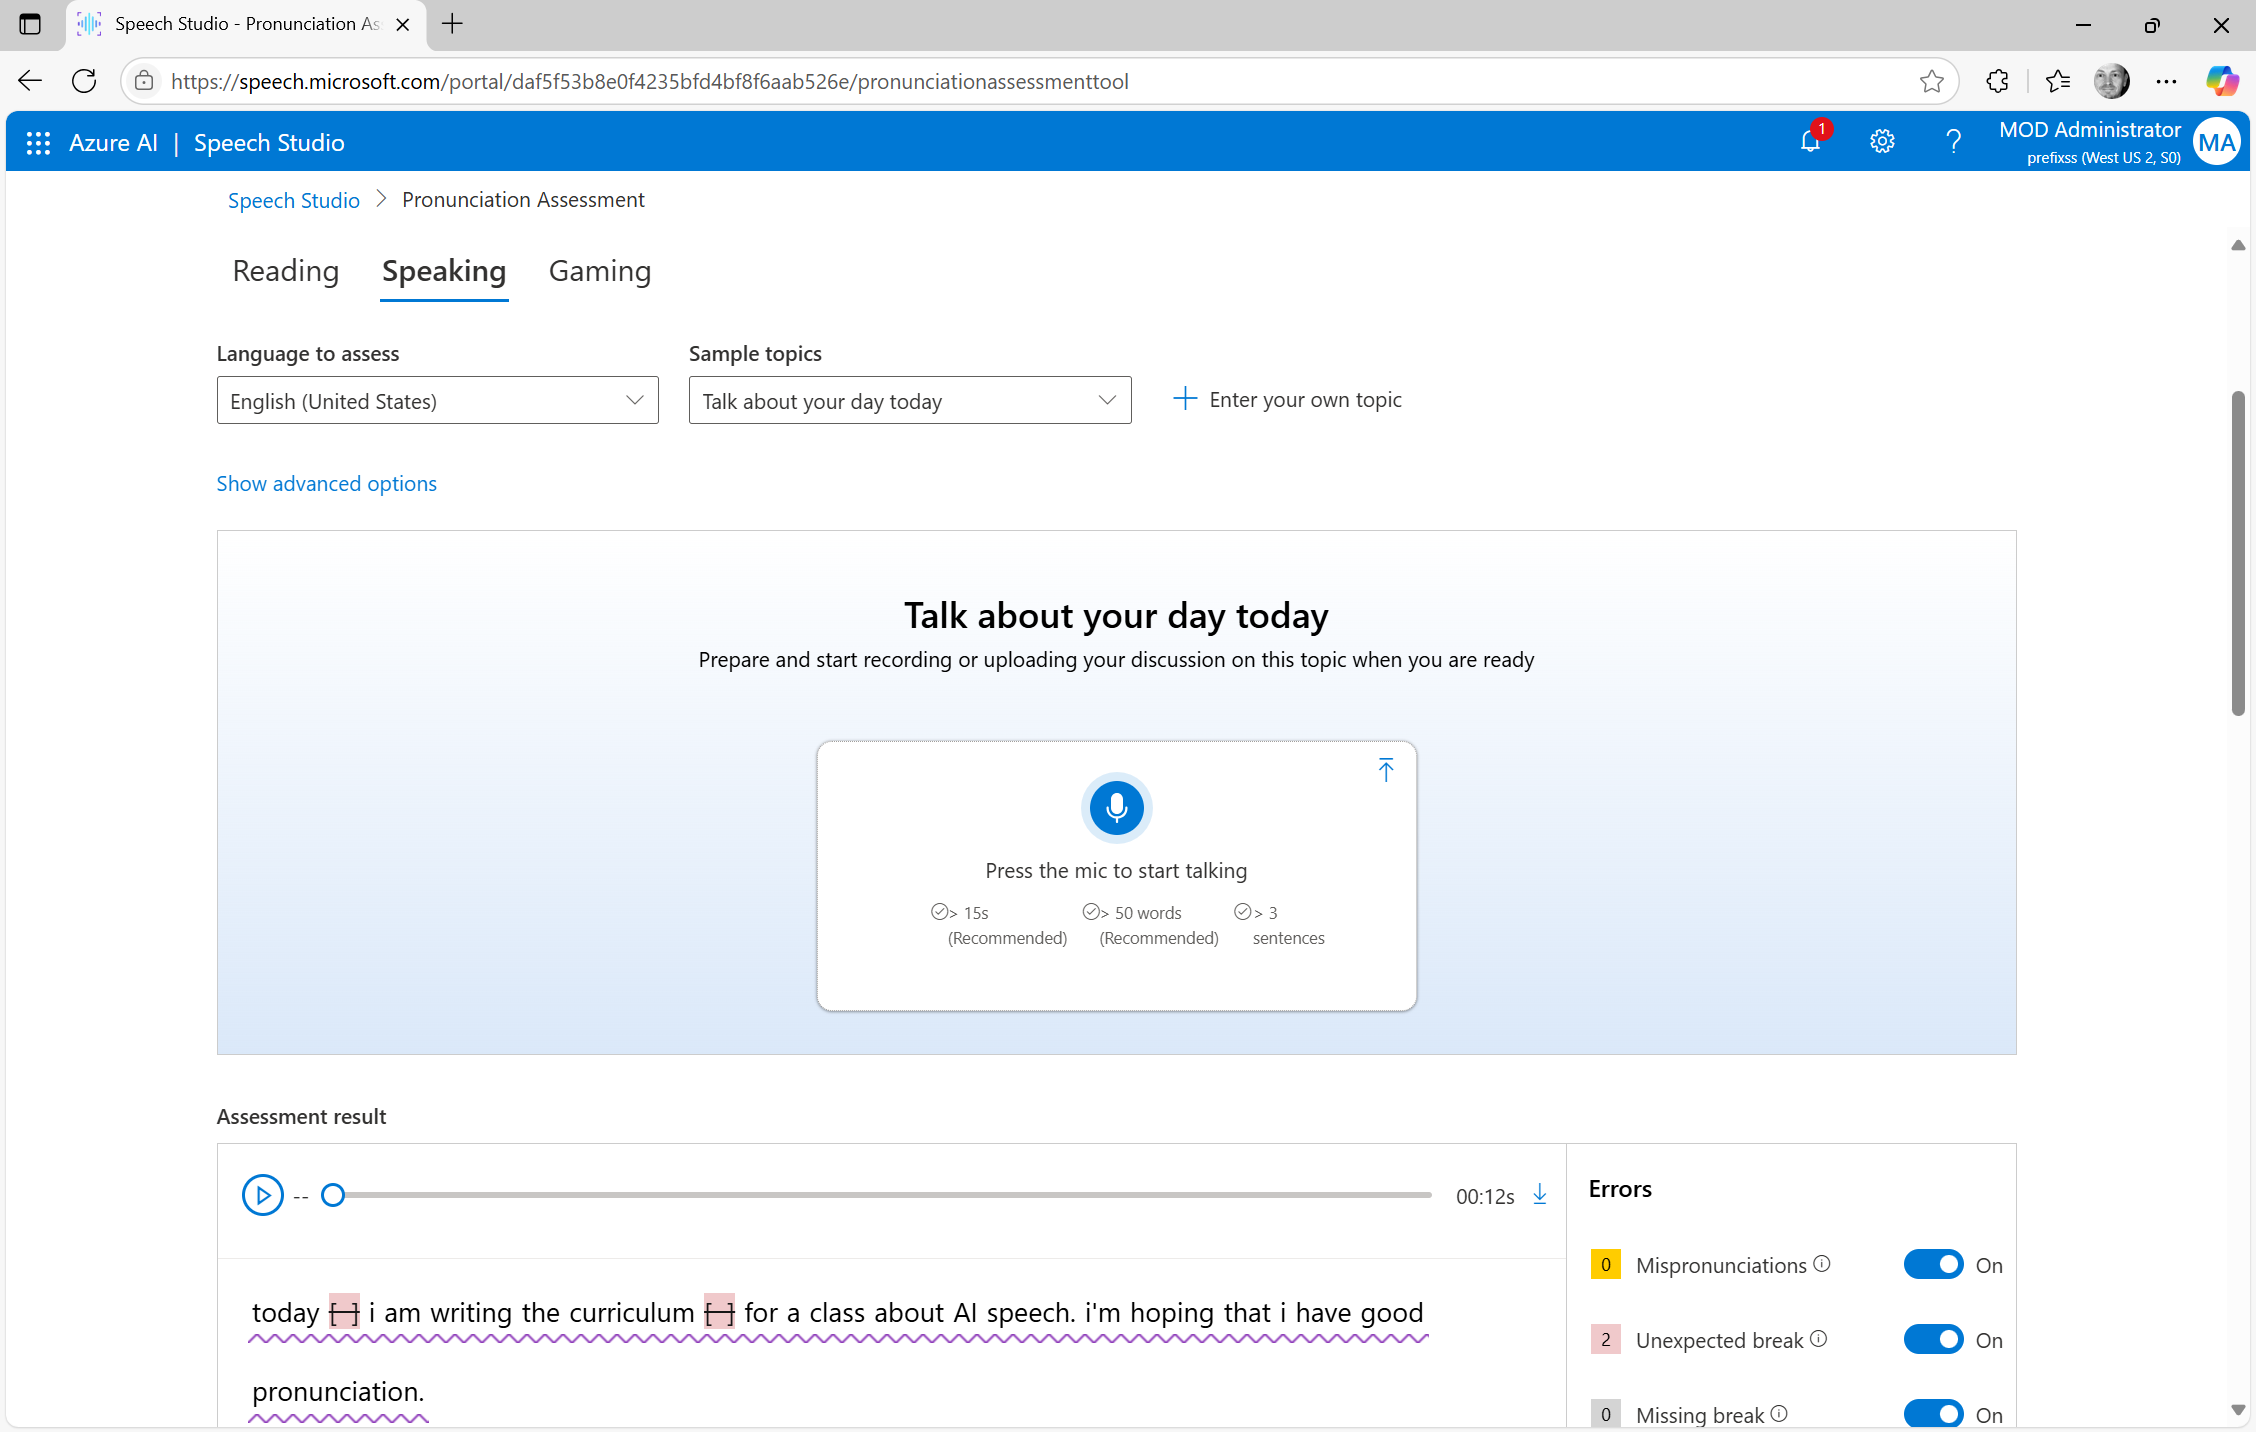 Speech Studio - Pronunciation As
https://speech.microsoft.com/portal/daf5f53b8e0f4235bfd4bf8f6aab526e/pronunciationassessmenttool
Azure AI | Speech Studio
1
MOD Administrator
prefixss (West US 2, S0)
MA
Speech Studio > Pronunciation Assessment
Reading Speaking Gaming
Language to assess
Sample topics
English (United States)
Talk about your day today
+ Enter your own topic
Show advanced options
Talk about your day today
Prepare and start recording or uploading your discussion on this topic when you are ready
Press the mic to start talking
> 15s
(Recommended)
> 50 words
(Recommended)
> 3
sentences
Assessment result
-- 00:12s
today [ ] i am writing the curriculum [ ] for a class about AI speech. i'm hoping that i have good
pronunciation.
Errors
0 Mispronunciations On
2 Unexpected break On
0 Missing break On